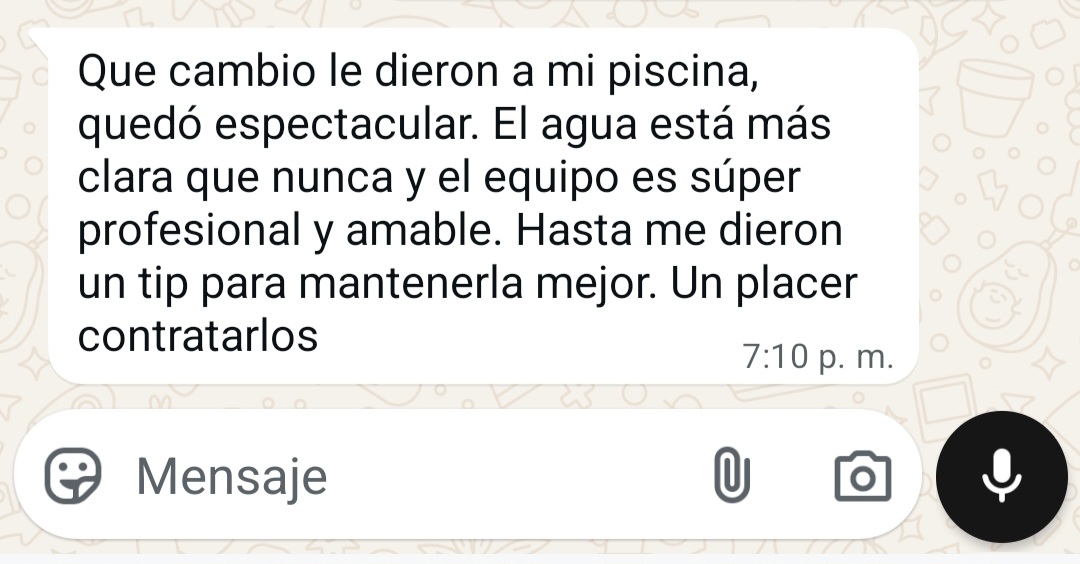 Que cambio le dieron a mi piscina,
quedó espectacular. El agua está más
clara que nunca y el equipo es súper
profesional y amable. Hasta me dieron
un tip para mantenerla mejor. Un placer
contratarlos
7:10 p. m.
Mensaje